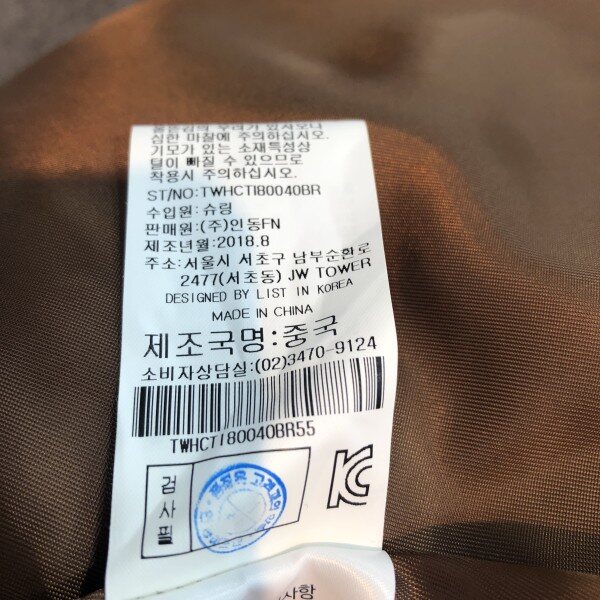 심한 마찰에 주의하십시오.
기모가 있는 소재특성상
털이 빠질 수 있으므로
착용시 주의하십시오.
ST/NO:TWHCTI80040BR
수입원:슈링
판매원:(주)인동FN
제조년월:2018.8
주소:서울시 서초구 남부순환로
2477(서초동) JW TOWER
DESIGNED BY LIST IN KOREA
MADE IN CHINA
제조국명:중국
소비자상담실:(02)3470-9124
TWHCTI80040BR55
검사필